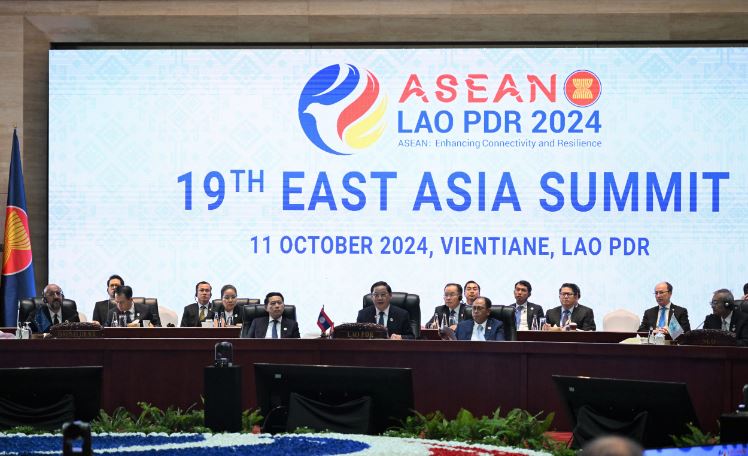 ASEAN
LAO PDR 2024
ASEAN: Enhancing Connectivity and Resilience
19TH EAST ASIA SUMMIT
11 OCTOBER 2024, VIENTIANE, LAO PDR
LAO PDR